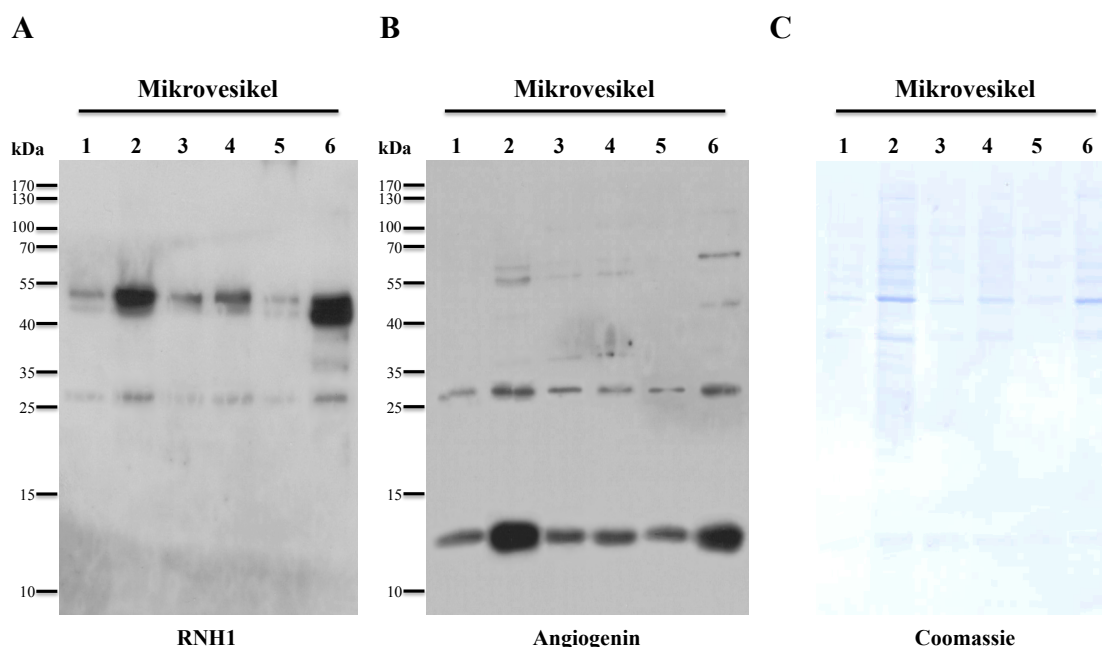 A B C
Mikrovesikel Mikrovesikel Mikrovesikel
kDa 1 2 3 4 5 6 kDa 1 2 3 4 5 6 1 2 3 4 5 6
170 170
130 130
100 100
70 70
55 55
40 40
35 35
25 25
15 15
10 10
RNH1 Angiogenin Coomassie